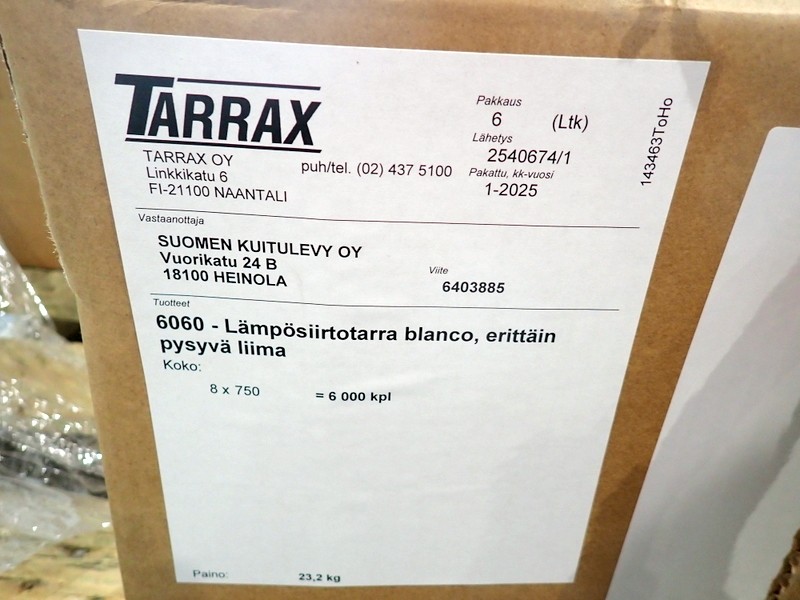 TARRAX
TARRAX OY
Linkkikatu 6
FI-21100 NAANTALI
puh/tel. (02) 437 5100
Pakkaus
6 (Ltk)
Lähetys
2540674/1
Pakattu, kk-vuosi
1-2025
143463ToHo
Vastaanottaja
SUOMEN KUITULEVY OY
Vuorikatu 24 B
18100 HEINOLA
Viite
6403885
Tuotteet
6060 - Lämpösiirtotarra blanco, erittäin
pysyvä liima
Koko:
8 x 750 = 6 000 kpl
Paino: 23,2 kg